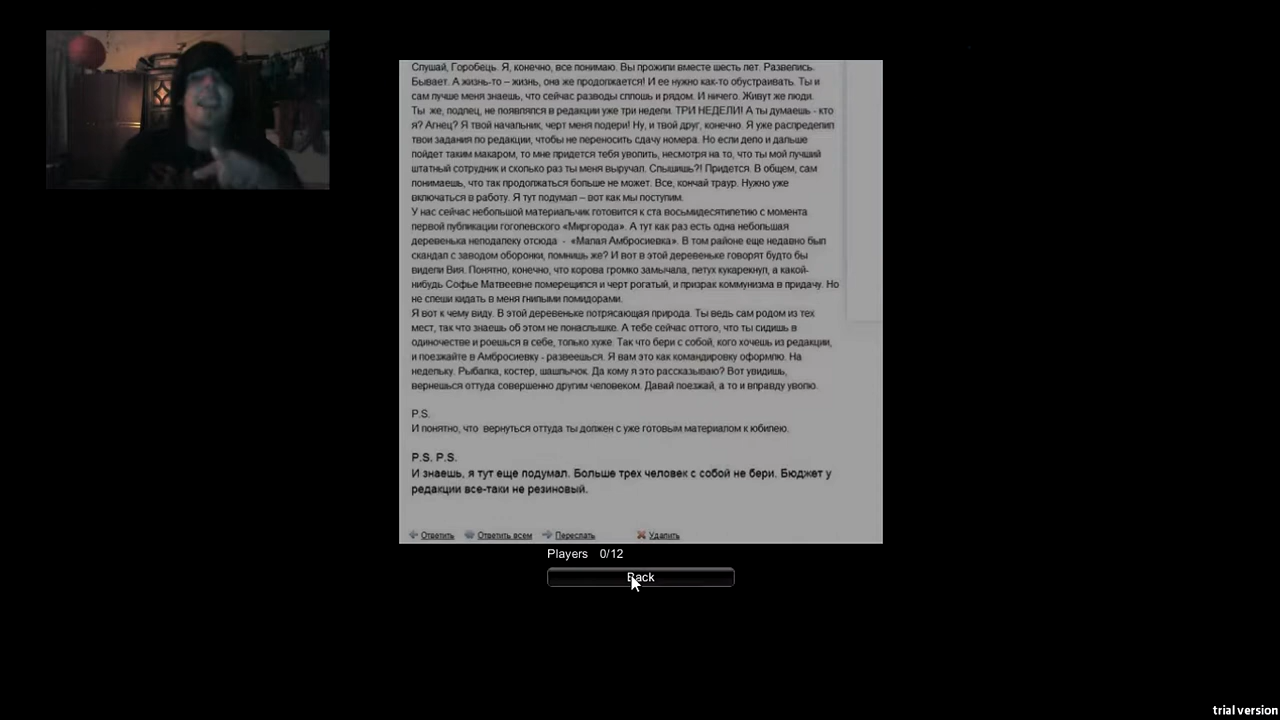 Слушай, Горобець. Я, конечно, все понимаю. Вы прожили вместе шесть лет. Развелись.
Бывает. А жизнь-то – жизнь, она же продолжается! И ее нужно как-то обустраивать. Ты и
сам лучше меня знаешь, что сейчас разводы сплошь и рядом. И ничего. Живут же люди.
Ты же, подлец, не появлялся в редакции уже три недели. ТРИ НЕДЕЛИ! А ты думаешь - кто
я? Агнец? Я твой начальник, черт меня подери! Ну, и твой друг, конечно. Я уже распределил
твои задания по редакции, чтобы не переносить сдачу номера. Но если дело и дальше
пойдет таким макаром, то мне придется тебя уволить, несмотря на то, что ты мой лучший
штатный сотрудник и сколько раз ты меня выручал. Слышишь?! Придется. В общем, сам
понимаешь, что так продолжаться больше не может. Все, кончай траур. Нужно уже
включаться в работу. Я тут подумал – вот как мы поступим.
У нас сейчас небольшой материальчик готовится к ста восьмидесятилетию с момента
первой публикации гоголевского «Миргорода». А тут как раз есть одна небольшая
деревенька неподалеку отсюда - «Малая Амбросиевка». В том районе еще недавно был
скандал с заводом оборонки, помнишь же? И вот в этой деревеньке говорят будто бы
видели Вия. Понятно, конечно, что корова громко замычала, петух кукарекнул, а какой-
нибудь Софье Матвеевне померещился и черт рогатый, и призрак коммунизма в придачу. Но
не спеши кидать в меня гнилыми помидорами.
Я вот к чему виду. В этой деревеньке потрясающая природа. Ты ведь сам родом из тех
мест, так что знаешь об этом не понаслышке. А тебе сейчас оттого, что ты сидишь в
одиночестве и роешься в себе, только хуже. Так что бери с собой, кого хочешь из редакции,
и поезжайте в Амбросиевку - развеешься. Я вам это как командировку оформлю. На
недельку. Рыбалка, костер, шашлычок. Да кому я это рассказываю? Вот увидишь,
вернешься оттуда совершенно другим человеком. Давай поезжай, а то и вправду уволю.
P.S.
И понятно, что вернуться оттуда ты должен с уже готовым материалом к юбилею.
P.S. P.S.
И знаешь, я тут еще подумал. Больше трех человек с собой не бери. Бюджет у
редакции все-таки не резиновый.
Ответить Ответить всем Переслать Удалить
Players 0/12
Back
trial version